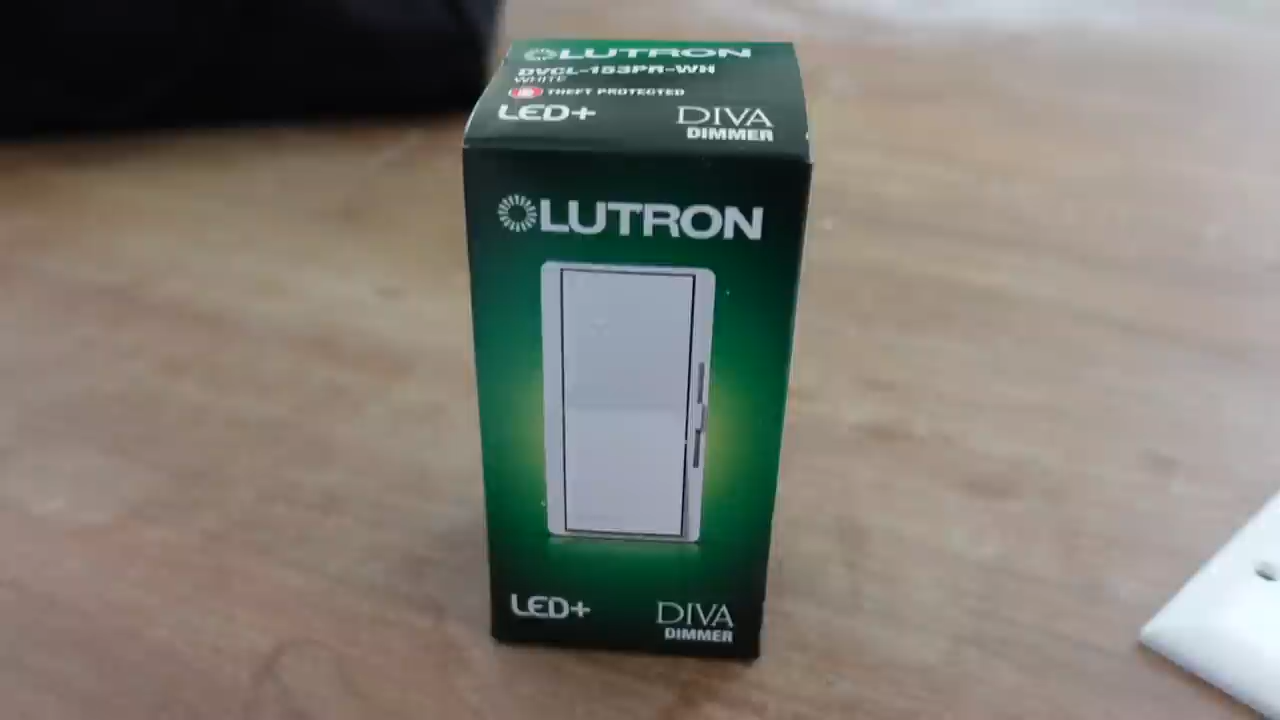 LUTRON
DVCL-153PR-WH
WHITE
THEFT PROTECTED
LED+
DIVA
DIMMER
LUTRON
LED+
DIVA
DIMMER